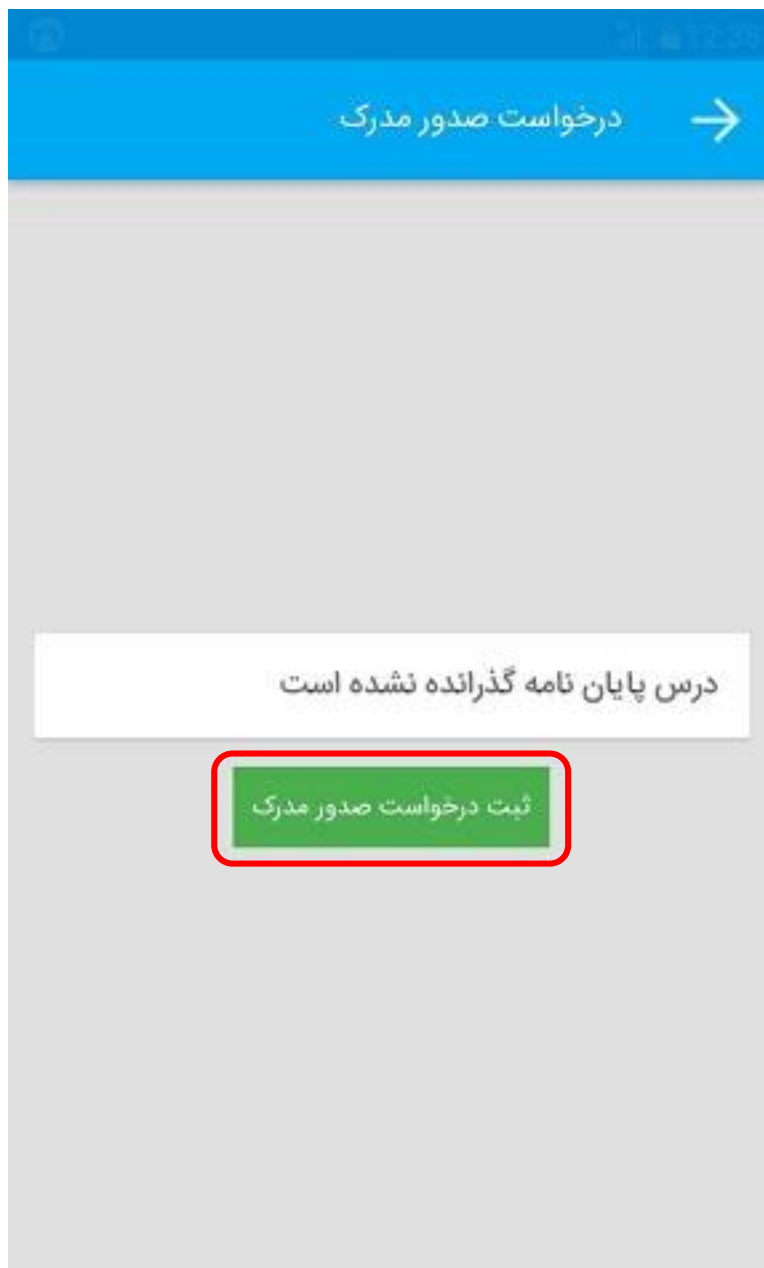 درخواست صدور مدرک
درس پایان نامه گذرانده نشده است
ثبت درخواست صدور مدرک